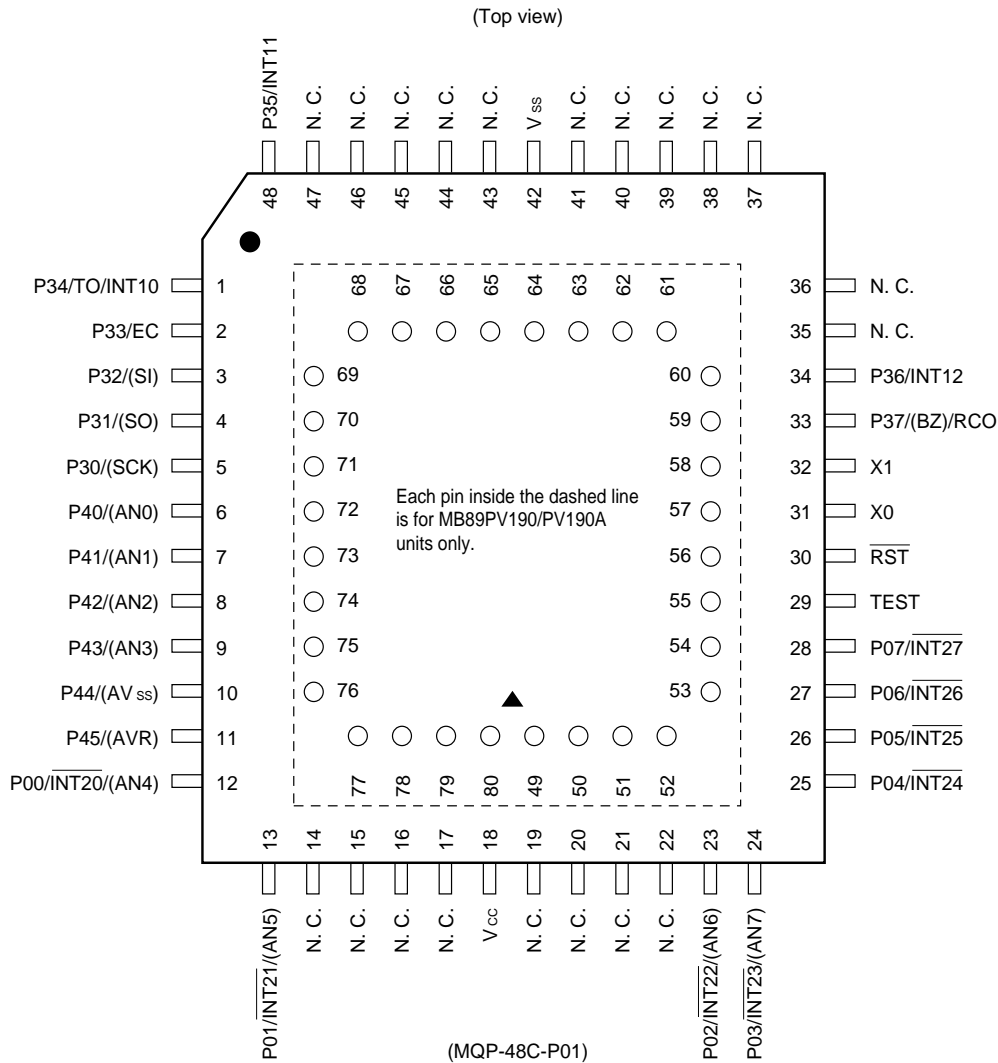 (Top view)
P35/INT11
N. C.
N. C.
N. C.
N. C.
N. C.
Vss
N. C.
N. C.
N. C.
N. C.
N. C.
48 47 46 45 44 43 42 41 40 39 38 37
P34/TO/INT10 1
P33/EC 2
P32/(SI) 3
P31/(SO) 4
P30/(SCK) 5
P40/(AN0) 6
P41/(AN1) 7
P42/(AN2) 8
P43/(AN3) 9
P44/(AVss) 10
P45/(AVR) 11
P00/INT20/(AN4) 12
68 67 66 65 64 63 62 61
69
70
71
72
73
74
75
76
Each pin inside the dashed line
is for MB89PV190/PV190A
units only.
60
59
58
57
56
55
54
53
77 78 79 80 49 50 51 52
36 N. C.
35 N. C.
34 P36/INT12
33 P37/(BZ)/RCO
32 X1
31 X0
30 RST
29 TEST
28 P07/INT27
27 P06/INT26
26 P05/INT25
25 P04/INT24
13 14 15 16 17 18 19 20 21 22 23 24
P01/INT21/(AN5)
N. C.
N. C.
N. C.
N. C.
Vcc
N. C.
N. C.
N. C.
N. C.
P02/INT22/(AN6)
P03/INT23/(AN7)
(MQP-48C-P01)